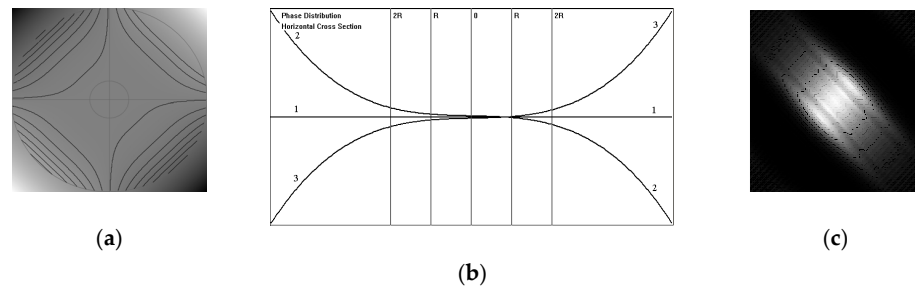 Phase Distribution 2R R 0 R 2R
Horizontal Cross Section
2 3
1 1
3 2
(a) (b) (c)